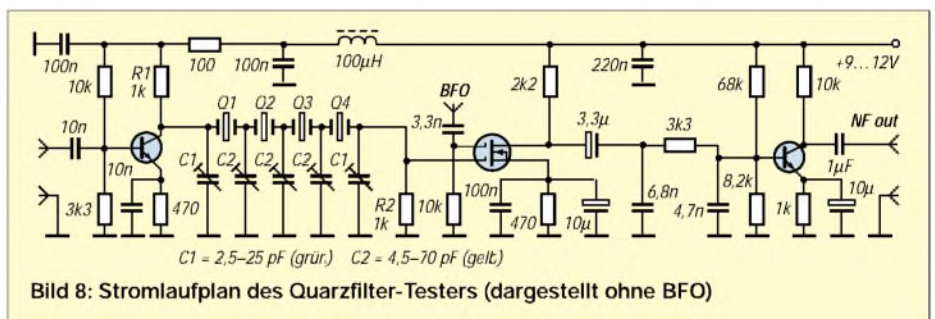 100n
10k
R1
1k
100
100n
100µH
BFO
2k2
220n
68k
10k
+9...12V
10n
10n
Q1
Q2
Q3
Q4
3,3n
3,3µ
3k3
NF out
1µF
C1
C2
C2
C2
C1
3k3
470
R2
1k
10k
100n
470
10µ
6,8n
4,7n
8,2k
1k
10µ
C1 = 2,5–25 pF (grür.) C2 = 4,5–70 pF (gelt.)
Bild 8: Stromlaufplan des Quarzfilter-Testers (dargestellt ohne BFO)